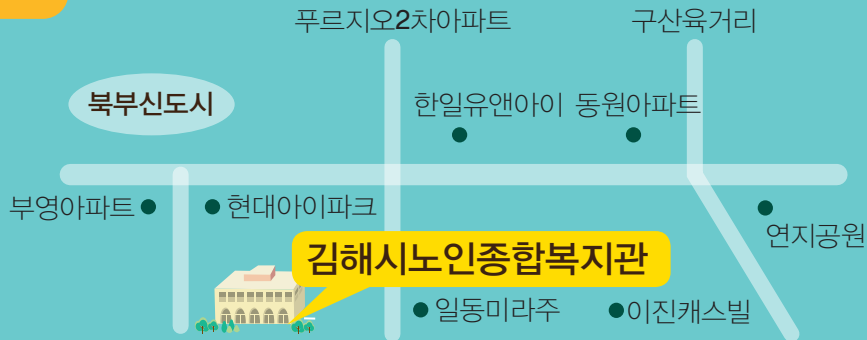 푸르지오2차아파트
구산육거리
북부신도시
한일유앤아이
동원아파트
부영아파트
현대아이파크
연지공원
김해시노인종합복지관
일동미라주
이진캐스빌